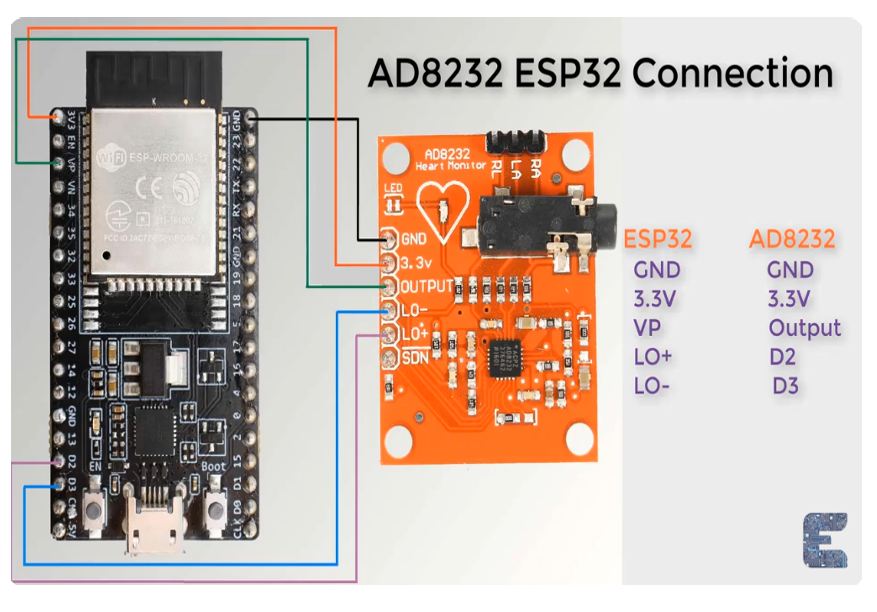 AD8232 ESP32 Connection
3V3
EN
VP
VN
34
35
32
33
25
26
27
14
12
GND
13
D2
D3
CMD
5V
GND
23
22
TX
RX
21
GND
19
18
5
17
16
4
0
2
15
D1
D0
CLK
WiFi ESP-WROOM-32
CE
R
EN
Boot
AD8232
Heart Monitor
RL
LA
RA
LED
GND
3.3v
OUTPUT
LO-
LO+
SDN
ESP32 AD8232
GND GND
3.3V 3.3V
VP Output
LO+ D2
LO- D3
E